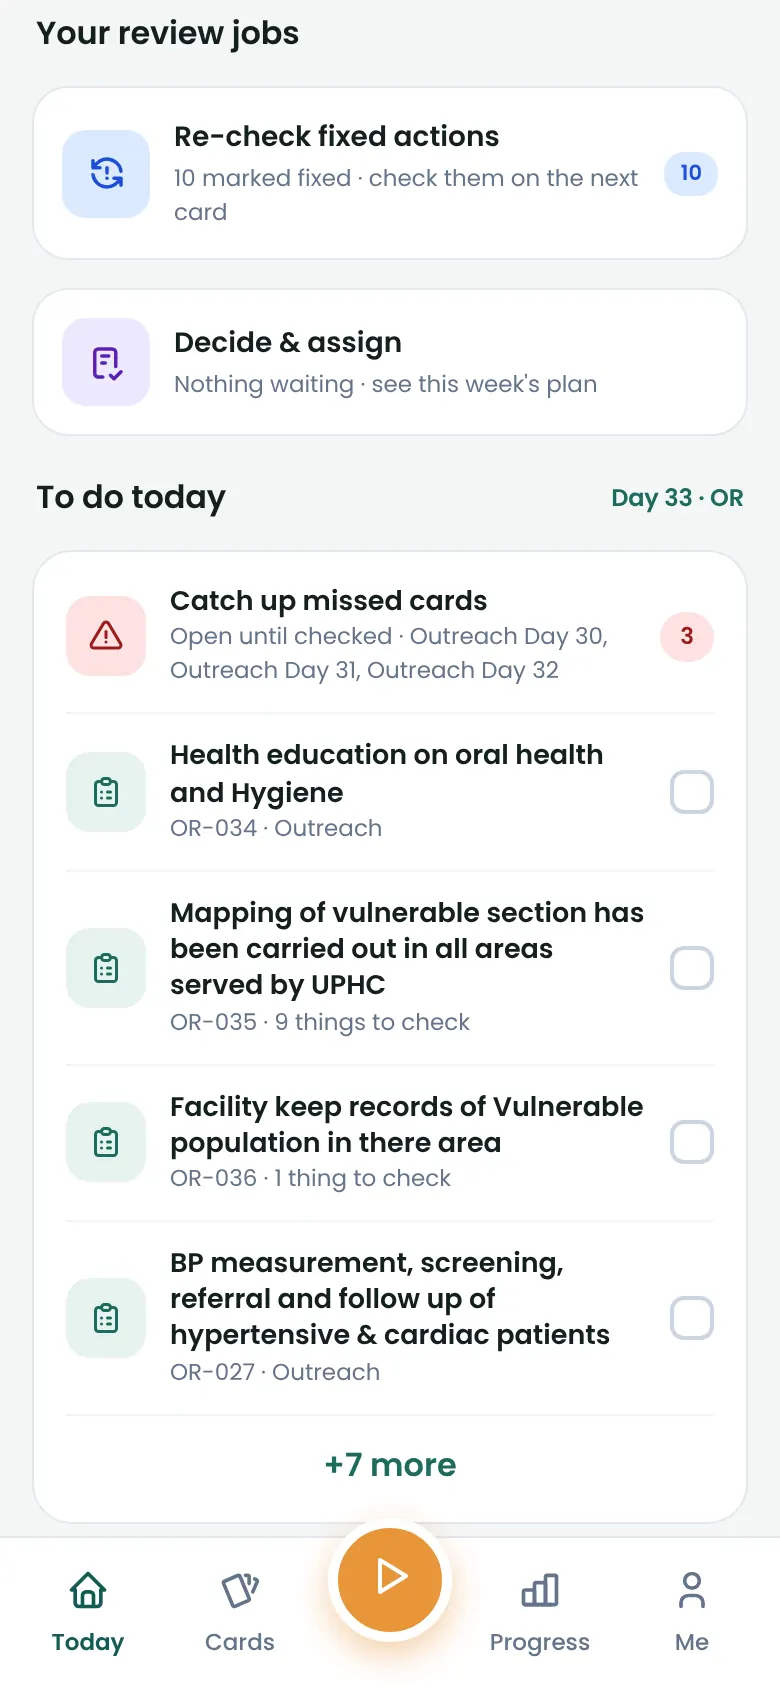 Your review jobs
Re-check fixed actions
10 marked fixed · check them on the next
card
10
Decide & assign
Nothing waiting · see this week's plan
To do today
Day 33 · OR
Catch up missed cards
Open until checked · Outreach Day 30,
Outreach Day 31, Outreach Day 32
3
Health education on oral health
and Hygiene
OR-034 · Outreach
Mapping of vulnerable section has
been carried out in all areas
served by UPHC
OR-035 · 9 things to check
Facility keep records of Vulnerable
population in there area
OR-036 · 1 thing to check
BP measurement, screening,
referral and follow up of
hypertensive & cardiac patients
OR-027 · Outreach
+7 more
Today
Cards
Progress
Me